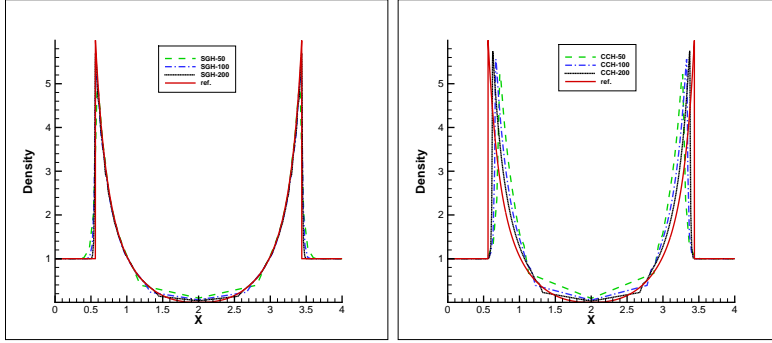 SGH-50
SGH-100
SGH-200
ref.
Density
5
4
3
2
1
0 0.5 1 1.5 2 2.5 3 3.5 4
X
CCH-50
CCH-100
CCH-200
ref.
Density
5
4
3
2
1
0 0.5 1 1.5 2 2.5 3 3.5 4
X